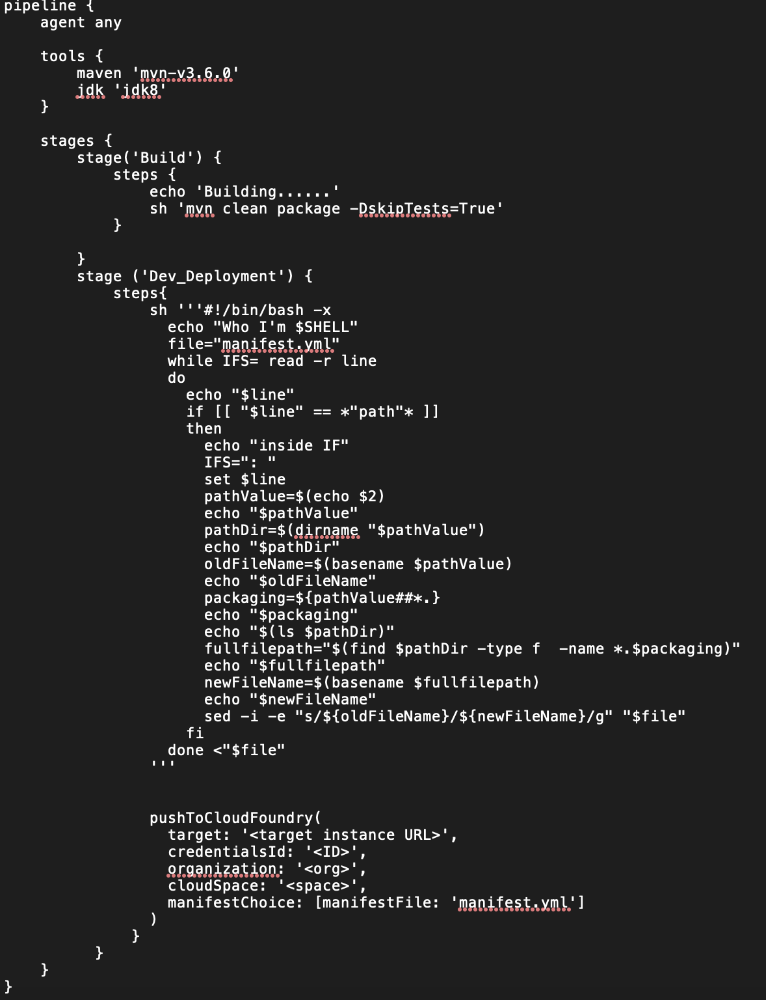 pipeline {
    agent any

    tools {
        maven 'mvn-v3.6.0'
        jdk 'jdk8'
    }

    stages {
        stage('Build') {
            steps {
                echo 'Building......'
                sh 'mvn clean package -DskipTests=True'
            }

        }
        stage ('Dev_Deployment') {
            steps{
                sh '''#!/bin/bash -x
                  echo "Who I'm $SHELL"
                  file="manifest.yml"
                  while IFS= read -r line
                  do
                    echo "$line"
                    if [[ "$line" == *"path"* ]]
                    then
                      echo "inside IF"
                      IFS=": "
                      set $line
                      pathValue=$(echo $2)
                      echo "$pathValue"
                      pathDir=$(dirname "$pathValue")
                      echo "$pathDir"
                      oldFileName=$(basename $pathValue)
                      echo "$oldFileName"
                      packaging=${pathValue##*.}
                      echo "$packaging"
                      echo "$(ls $pathDir)"
                      fullfilepath="$(find $pathDir -type f  -name *.$packaging)"
                      echo "$fullfilepath"
                      newFileName=$(basename $fullfilepath)
                      echo "$newFileName"
                      sed -i -e "s/${oldFileName}/${newFileName}/g" "$file"
                    fi
                  done <"$file"
                '''


                pushToCloudFoundry(
                  target: '<target instance URL>',
                  credentialsId: '<ID>',
                  organization: '<org>',
                  cloudSpace: '<space>',
                  manifestChoice: [manifestFile: 'manifest.yml']
                )
              }
          }
    }
}